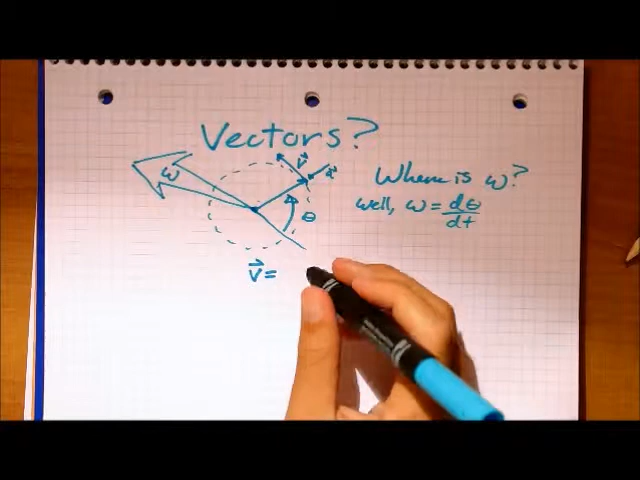 Vectors?
ω
v⃗
r⃗
θ
Where is ω?
well, ω = dθ/dt
v⃗ =